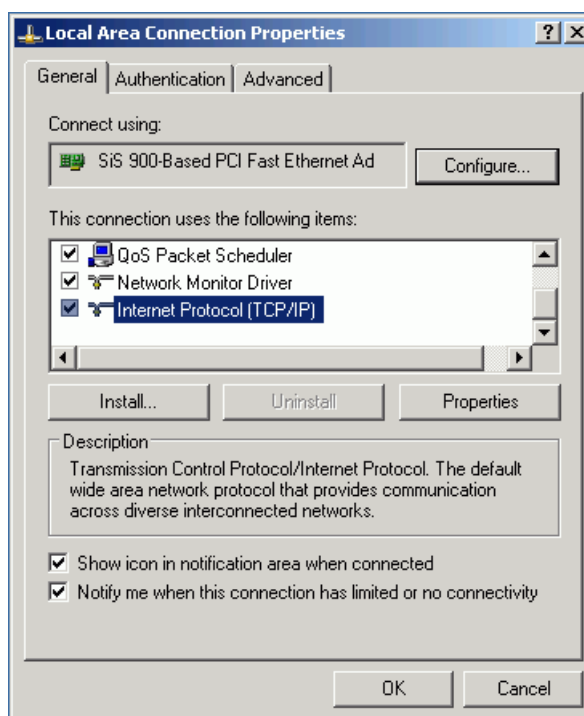 Local Area Connection Properties
General Authentication Advanced
Connect using:
SiS 900-Based PCI Fast Ethernet Ad Configure...
This connection uses the following items:
QoS Packet Scheduler
Network Monitor Driver
Internet Protocol (TCP/IP)
Install... Uninstall Properties
Description
Transmission Control Protocol/Internet Protocol. The default
wide area network protocol that provides communication
across diverse interconnected networks.
Show icon in notification area when connected
Notify me when this connection has limited or no connectivity
OK Cancel